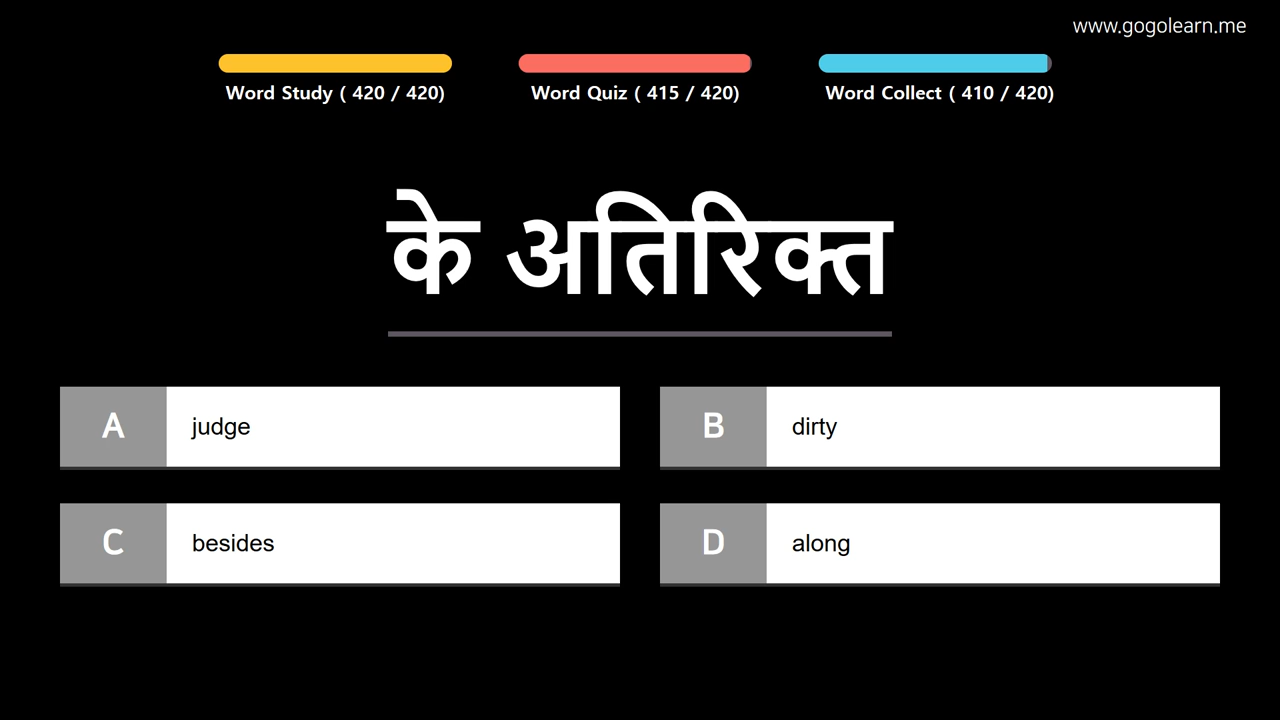 www.gogolearn.me
Word Study ( 420 / 420)
Word Quiz ( 415 / 420)
Word Collect ( 410 / 420)
के अतिरिक्त
A judge
B dirty
C besides
D along